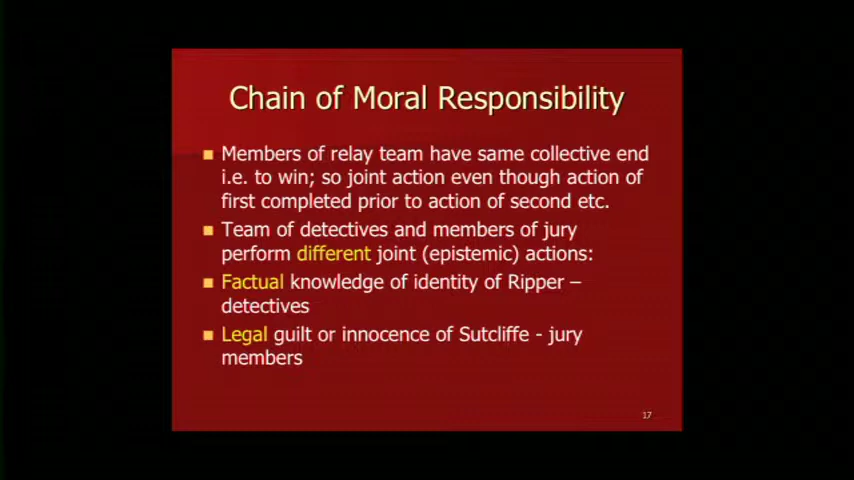 Chain of Moral Responsibility
Members of relay team have same collective end
i.e. to win; so joint action even though action of
first completed prior to action of second etc.
Team of detectives and members of jury
perform different joint (epistemic) actions:
Factual knowledge of identity of Ripper –
detectives
Legal guilt or innocence of Sutcliffe - jury
members
17